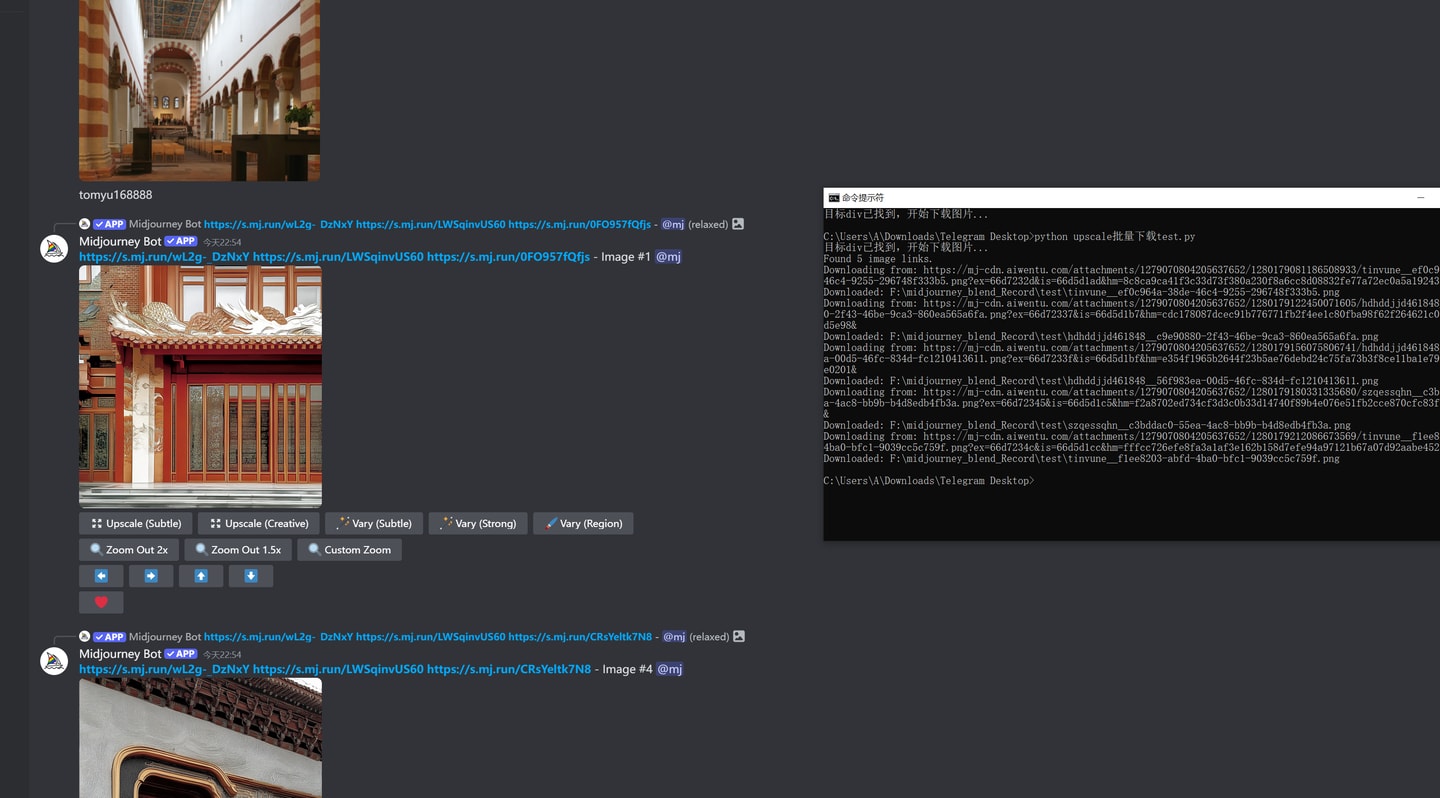 tomyu168888
APP Midjourney Bot https://s.mj.run/wL2g-_DzNxY https://s.mj.run/LWSqinvUS60 https://s.mj.run/0FO957fQfjs - @mj (relaxed)
Midjourney Bot APP 今天22:54
https://s.mj.run/wL2g-_DzNxY https://s.mj.run/LWSqinvUS60 https://s.mj.run/0FO957fQfjs - Image #1 @mj
Upscale (Subtle) Upscale (Creative) Vary (Subtle) Vary (Strong) Vary (Region)
Zoom Out 2x Zoom Out 1.5x Custom Zoom
APP Midjourney Bot https://s.mj.run/wL2g-_DzNxY https://s.mj.run/LWSqinvUS60 https://s.mj.run/CRsYeltk7N8 - @mj (relaxed)
Midjourney Bot APP 今天22:54
https://s.mj.run/wL2g-_DzNxY https://s.mj.run/LWSqinvUS60 https://s.mj.run/CRsYeltk7N8 - Image #4 @mj
命令提示符
目标div已找到，开始下载图片...
C:\Users\A\Downloads\Telegram Desktop>python upscale批量下载test.py
目标div已找到，开始下载图片...
Found 5 image links.
Downloading from: https://mj-cdn.aiwentu.com/attachments/1279070804205637652/1280179081186508933/tinvune__ef0c9
46c4-9255-296748f333b5.png?ex=66d7232d&is=66d5d1ad&hm=8c8ca9ca41f3c33d73f380a230f8a6cc8d08832fe77a72ec0a5a19243
Downloaded: F:\midjourney_blend_Record\test\tinvune__ef0c964a-38de-46c4-9255-296748f333b5.png
Downloading from: https://mj-cdn.aiwentu.com/attachments/1279070804205637652/1280179122450071605/hdhddjjd461848
0-2f43-46be-9ca3-860ea565a6fa.png?ex=66d72337&is=66d5d1b7&hm=cdc178087dcec91b776771fb2f4ee1c80fba98f62f264621c0
d5e98&
Downloaded: F:\midjourney_blend_Record\test\hdhddjjd461848__c9e90880-2f43-46be-9ca3-860ea565a6fa.png
Downloading from: https://mj-cdn.aiwentu.com/attachments/1279070804205637652/1280179156075806741/hdhddjjd461848
a-00d5-46fc-834d-fc1210413611.png?ex=66d7233f&is=66d5d1bf&hm=e354f1965b2644f23b5ae76debd24c75fa73b3f8ce11ba1e79
e0201&
Downloaded: F:\midjourney_blend_Record\test\hdhddjjd461848__56f983ea-00d5-46fc-834d-fc1210413611.png
Downloading from: https://mj-cdn.aiwentu.com/attachments/1279070804205637652/1280179180331335680/szqessqhn__c3b
a-4ac8-bb9b-b4d8edb4fb3a.png?ex=66d72345&is=66d5d1c5&hm=f2a8702ed734cf3d3c0b33d14740f89b4e076e51fb2cce870cfc83f
&
Downloaded: F:\midjourney_blend_Record\test\szqessqhn__c3bddac0-55ea-4ac8-bb9b-b4d8edb4fb3a.png
Downloading from: https://mj-cdn.aiwentu.com/attachments/1279070804205637652/1280179212086673569/tinvune__f1ee8
4ba0-bfc1-9039cc5c759f.png?ex=66d7234c&is=66d5d1cc&hm=fffcc726efe8fa3a1af3e162b158d7efe94a97121b67a07d92aabe452
Downloaded: F:\midjourney_blend_Record\test\tinvune__f1ee8203-abfd-4ba0-bfc1-9039cc5c759f.png
C:\Users\A\Downloads\Telegram Desktop>